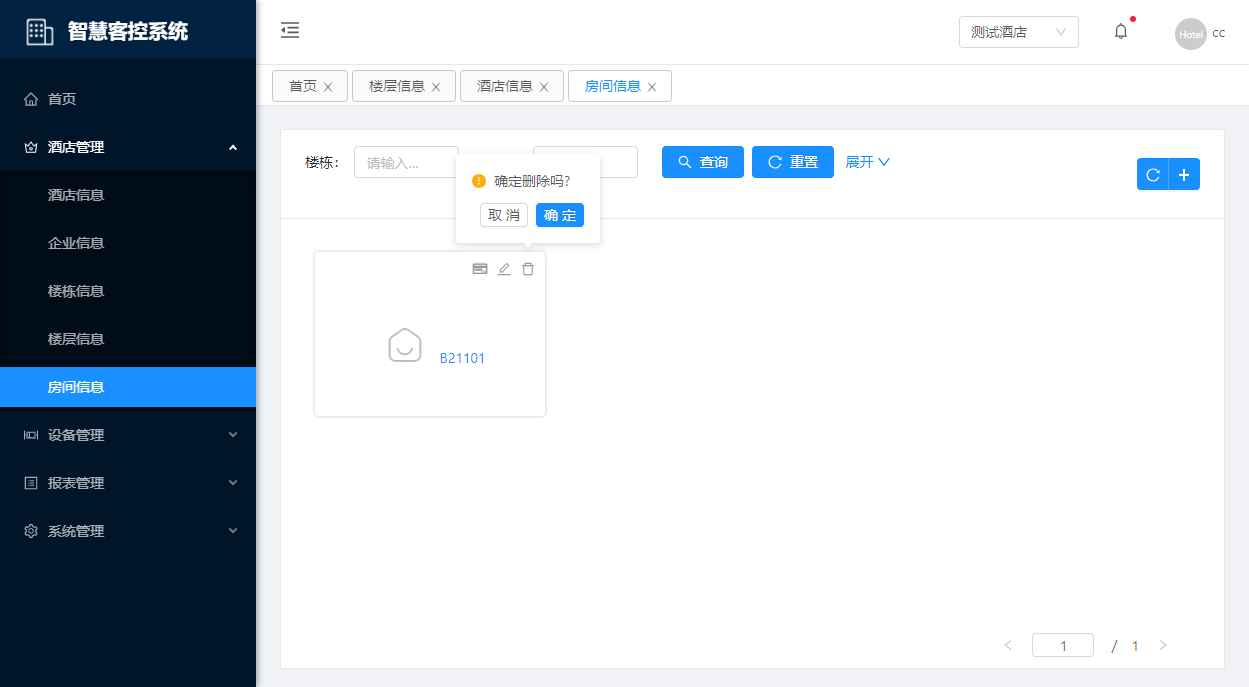 智慧客控系统
测试酒店
Hotel
cc
首页
楼层信息
酒店信息
房间信息
首页
酒店管理
酒店信息
企业信息
楼栋信息
楼层信息
房间信息
设备管理
报表管理
系统管理
楼栋：
请输入...
查询
重置
展开
确定删除吗?
取 消
确 定
B21101
1 / 1